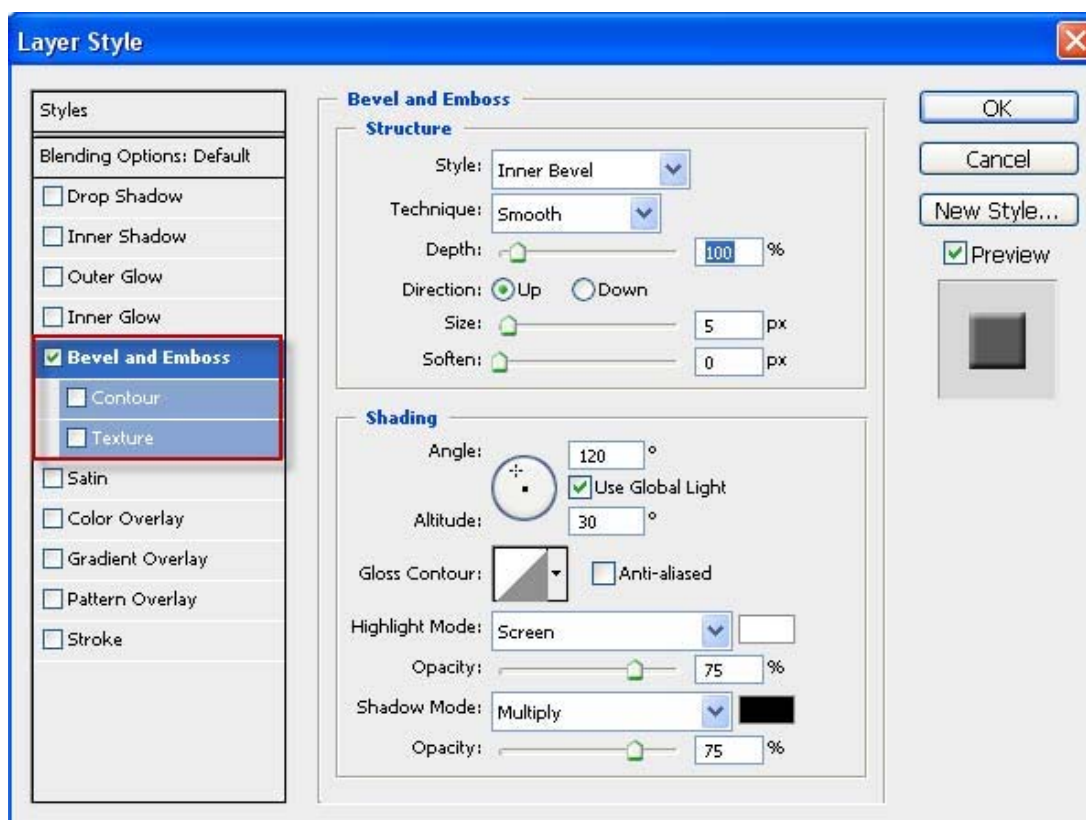 Layer Style
Styles
Blending Options: Default
Drop Shadow
Inner Shadow
Outer Glow
Inner Glow
Bevel and Emboss
Contour
Texture
Satin
Color Overlay
Gradient Overlay
Pattern Overlay
Stroke
Bevel and Emboss
Structure
Style: Inner Bevel
Technique: Smooth
Depth: 100 %
Direction: Up Down
Size: 5 px
Soften: 0 px
Shading
Angle: 120 °
Use Global Light
Altitude: 30 °
Gloss Contour: Anti-aliased
Highlight Mode: Screen
Opacity: 75 %
Shadow Mode: Multiply
Opacity: 75 %
OK
Cancel
New Style...
Preview